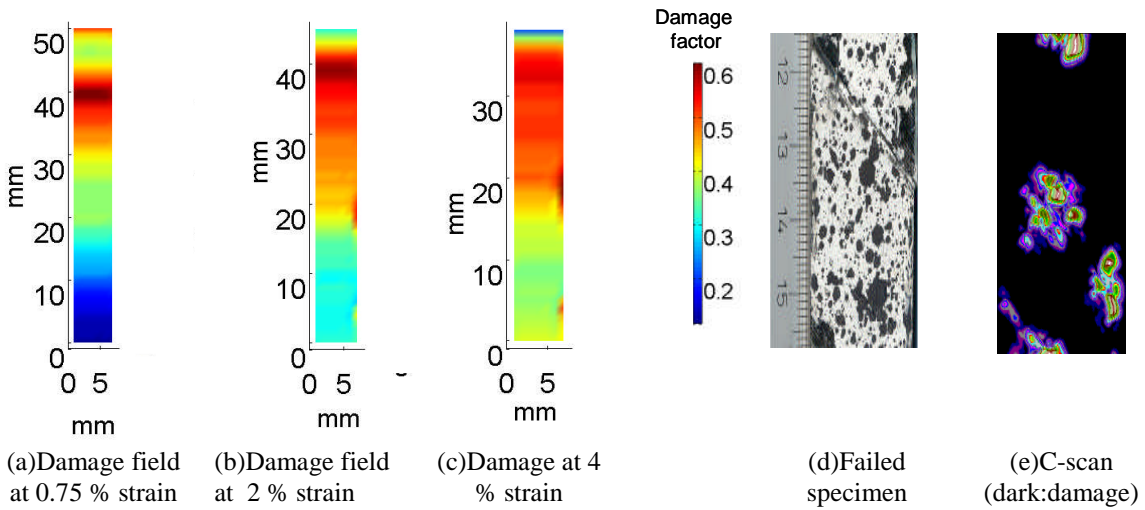 50
40
30
20
10
0
mm
0 5
mm
(a)Damage field
at 0.75 % strain
40
30
20
10
0
mm
0 5
mm
(b)Damage field
at 2 % strain
30
20
10
0
mm
0 5
mm
(c)Damage at 4
% strain
Damage
factor
0.6
0.5
0.4
0.3
0.2
12
13
14
15
(d)Failed
specimen
(e)C-scan
(dark:damage)